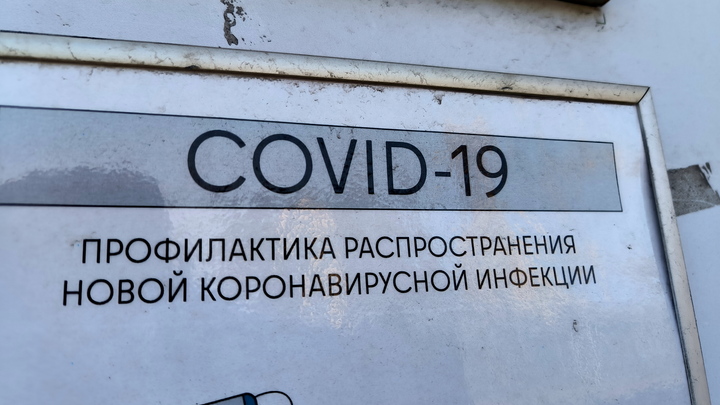 COVID-19
ПРОФИЛАКТИКА РАСПРОСТРАНЕНИЯ
НОВОЙ КОРОНАВИРУСНОЙ ИНФЕКЦИИ